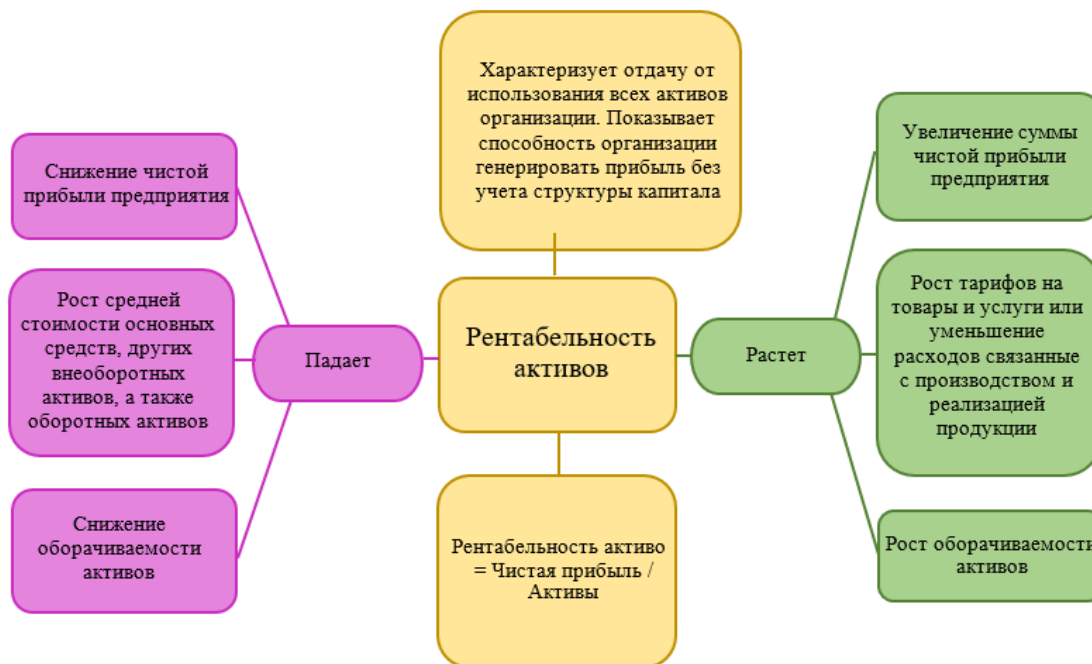 Характеризует отдачу от
использования всех активов
организации. Показывает
способность организации
генерировать прибыль без
учета структуры капитала
Снижение чистой
прибыли предприятия
Рост средней
стоимости основных
средств, других
внеоборотных
активов, а также
оборотных активов
Снижение
оборачиваемости
активов
Падает
Рентабельность
активов
Растет
Увеличение суммы
чистой прибыли
предприятия
Рост тарифов на
товары и услуги или
уменьшение
расходов связанные
с производством и
реализацией
продукции
Рост оборачиваемости
активов
Рентабельность активо
= Чистая прибыль /
Активы